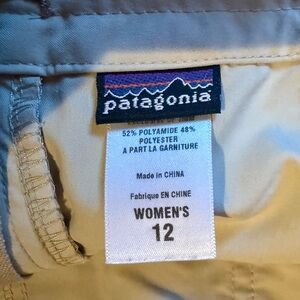 patagonia
52% POLYAMIDE 48%
POLYESTER
A PART LA GARNITURE
Made in CHINA
Fabrique EN CHINE
WOMEN'S
12